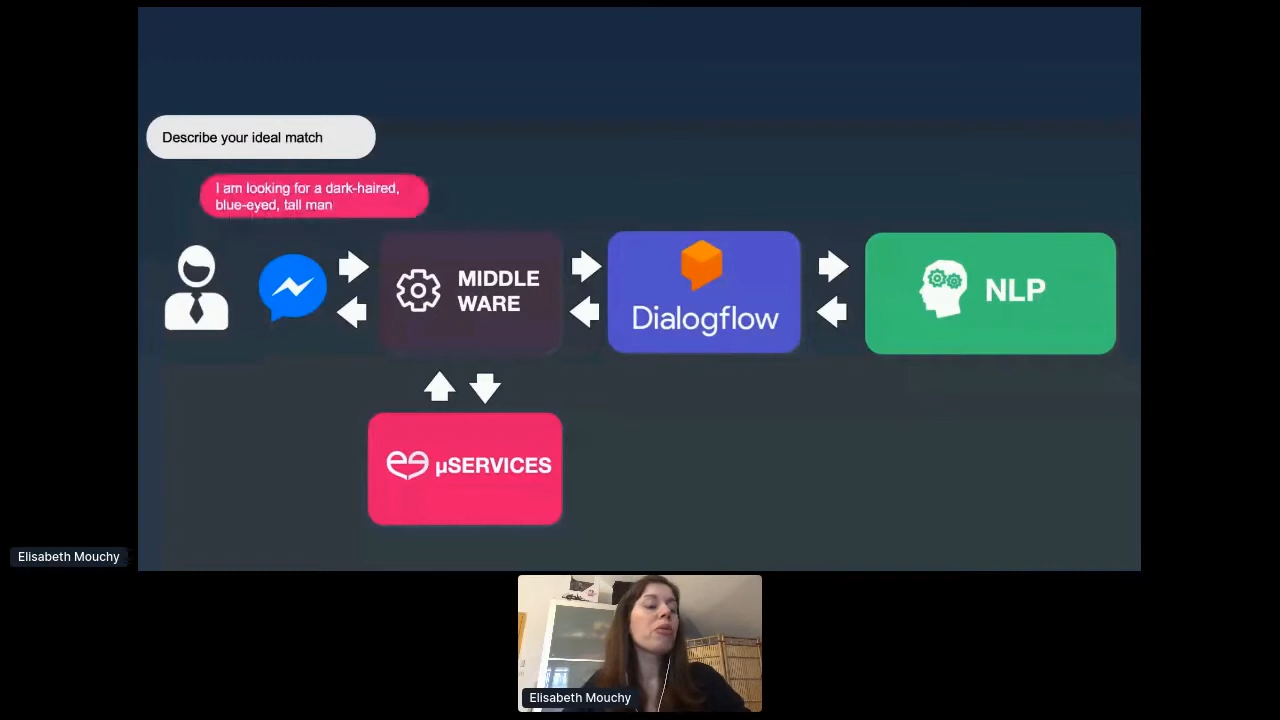 Describe your ideal match
I am looking for a dark-haired,
blue-eyed, tall man
MIDDLE
WARE
Dialogflow
NLP
µSERVICES
Elisabeth Mouchy
Elisabeth Mouchy